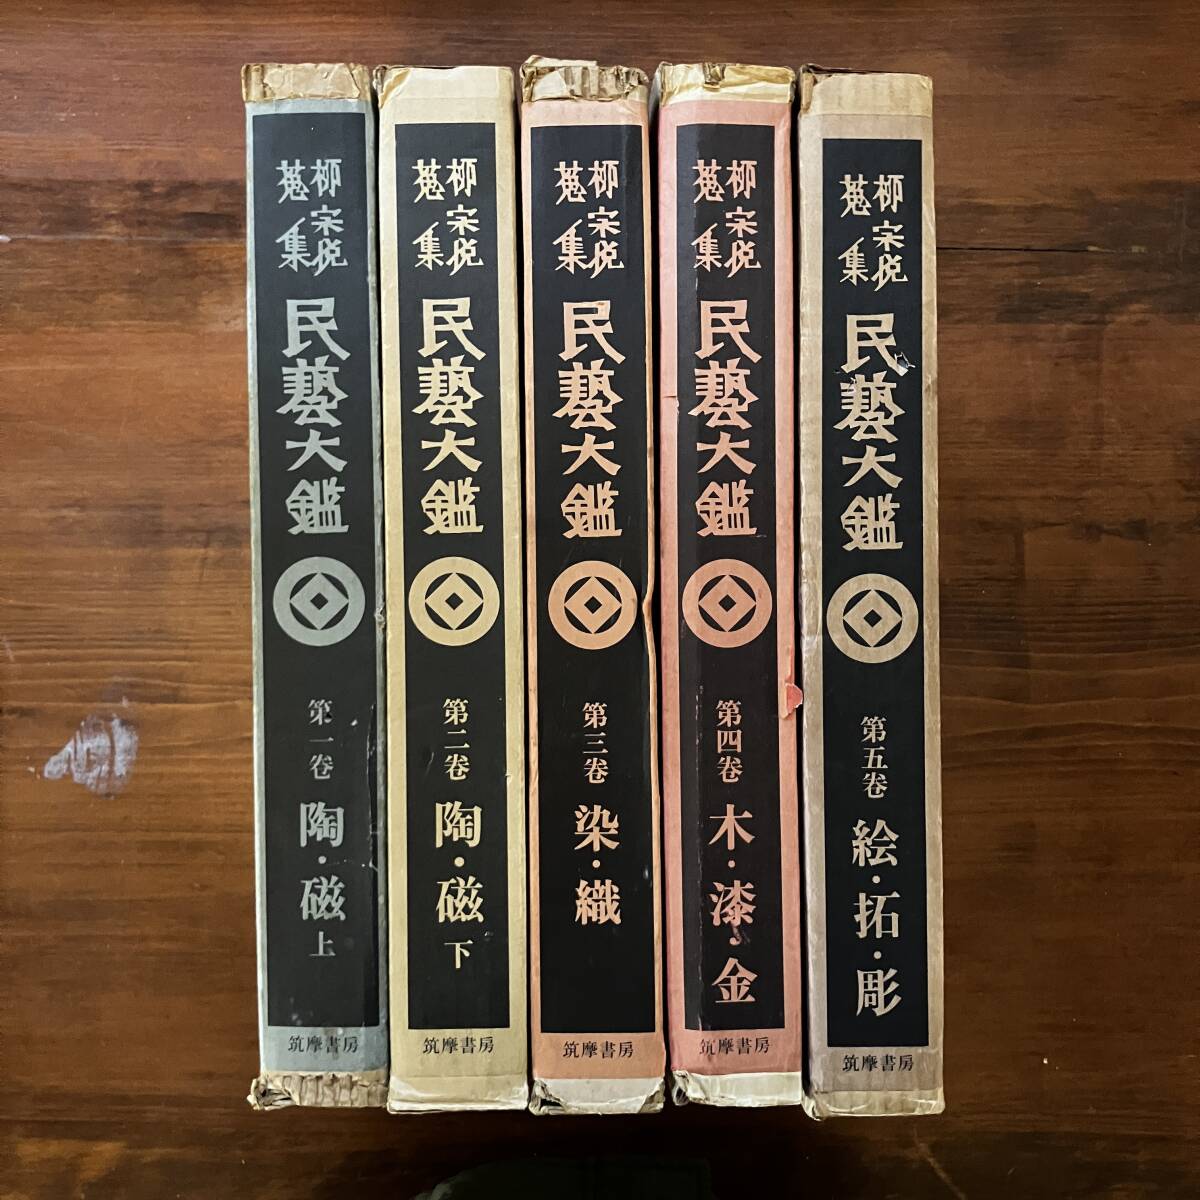 柳宗悦
蒐集
民藝大鑑
第一卷
陶・磁
上
筑摩書房
柳宗悦
蒐集
民藝大鑑
第二卷
陶・磁
下
筑摩書房
柳宗悦
蒐集
民藝大鑑
第三卷
染・織
筑摩書房
柳宗悦
蒐集
民藝大鑑
第四卷
木・漆・金
筑摩書房
柳宗悦
蒐集
民藝大鑑
第五卷
絵・拓・彫
筑摩書房